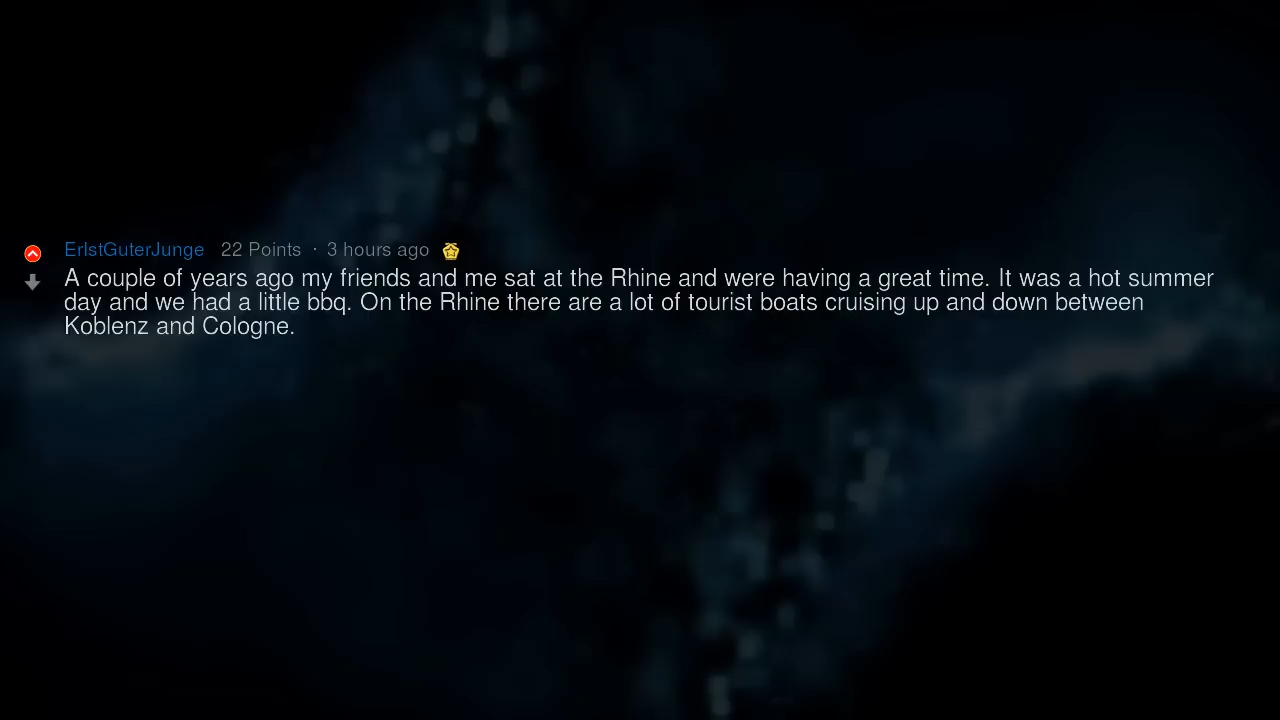 ErIstGuterJunge 22 Points · 3 hours ago
A couple of years ago my friends and me sat at the Rhine and were having a great time. It was a hot summer
day and we had a little bbq. On the Rhine there are a lot of tourist boats cruising up and down between
Koblenz and Cologne.